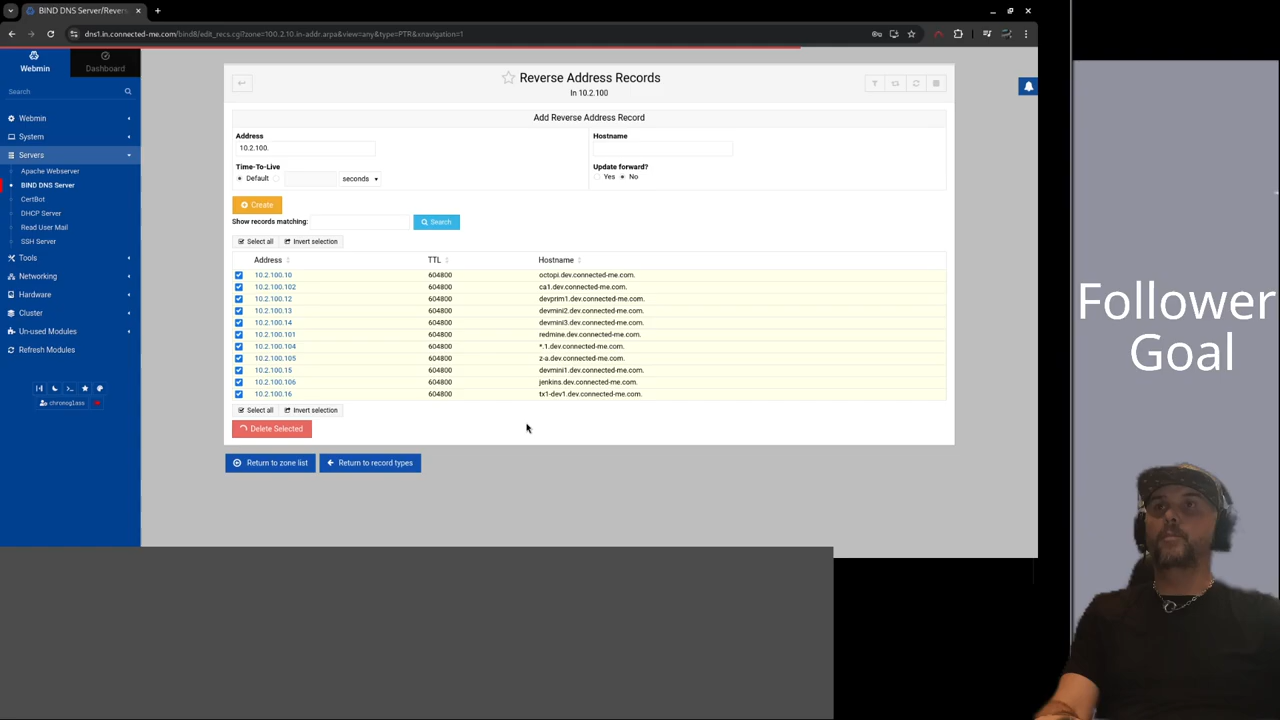 BIND DNS Server/Revers
dns1.in.connected-me.com/bind8/edit_recs.cgi?zone=100.2.10.in-addr.arpa&view=any&type=PTR&xnavigation=1
Webmin
Dashboard
Search
Webmin
System
Servers
Apache Webserver
BIND DNS Server
CertBot
DHCP Server
Read User Mail
SSH Server
Tools
Networking
Hardware
Cluster
Un-used Modules
Refresh Modules
chronoglass
Reverse Address Records
In 10.2.100
Add Reverse Address Record
Address
Hostname
10.2.100.
Time-To-Live
Update forward?
Default
seconds
Yes
No
Create
Show records matching:
Search
Select all
Invert selection
Address TTL Hostname
10.2.100.10 604800 octopi.dev.connected-me.com.
10.2.100.102 604800 ca1.dev.connected-me.com.
10.2.100.12 604800 devprim1.dev.connected-me.com.
10.2.100.13 604800 devmini2.dev.connected-me.com.
10.2.100.14 604800 devmini3.dev.connected-me.com.
10.2.100.101 604800 redmine.dev.connected-me.com.
10.2.100.104 604800 *.1.dev.connected-me.com.
10.2.100.105 604800 z-a.dev.connected-me.com.
10.2.100.15 604800 devmini1.dev.connected-me.com.
10.2.100.106 604800 jenkins.dev.connected-me.com.
10.2.100.16 604800 tx1-dev1.dev.connected-me.com.
Select all
Invert selection
Delete Selected
Return to zone list
Return to record types
Follower
Goal